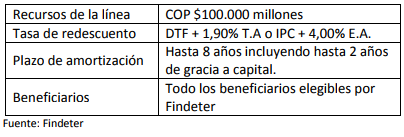 Recursos de la línea COP $100.000 millones
Tasa de redescuento DTF + 1,90% T.A o IPC + 4,00% E.A.
Plazo de amortización Hasta 8 años incluyendo hasta 2 años
de gracia a capital.
Beneficiarios Todo los beneficiarios elegibles por
Findeter
Fuente: Findeter